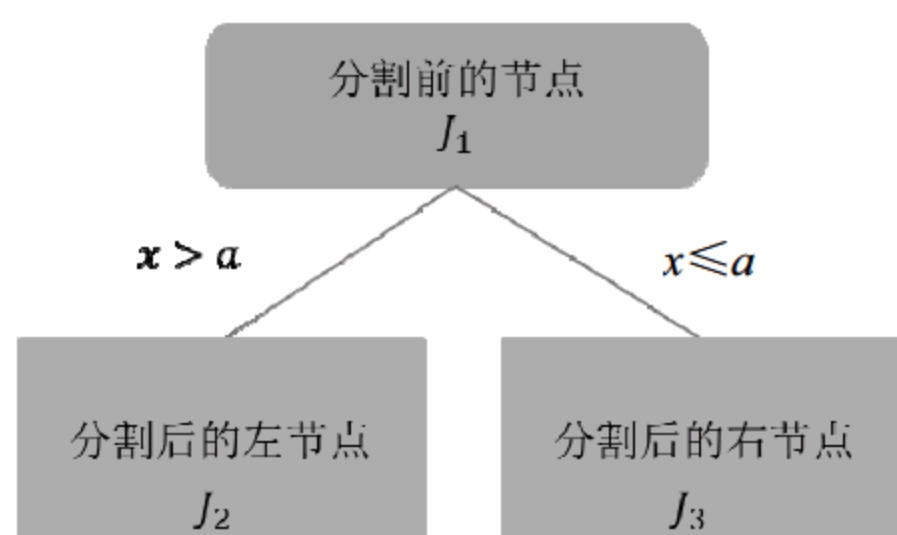 分割前的节点
J₁
x > a
x≤a
分割后的左节点
J₂
分割后的右节点
J₃